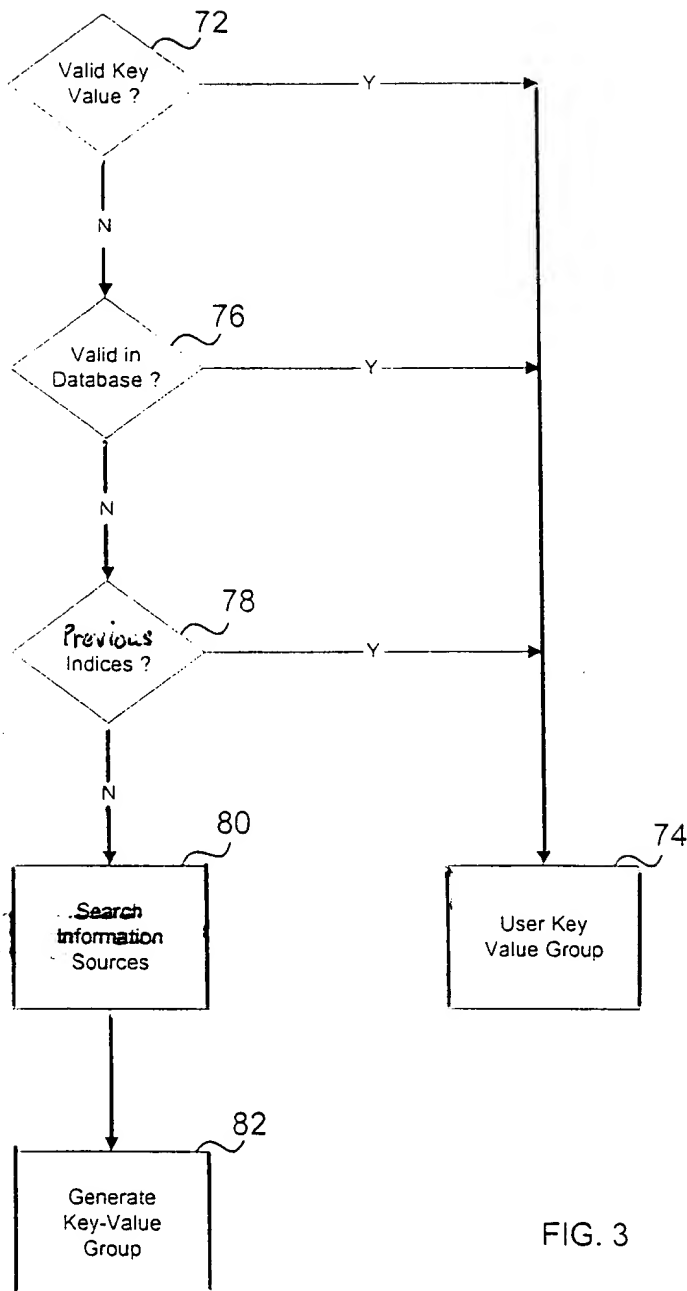 72
Valid Key
Value ?
Y
N
76
Valid in
Database ?
Y
N
78
Previous
Indices ?
Y
N
80
Search
Information
Sources
74
User Key
Value Group
82
Generate
Key-Value
Group
FIG. 3